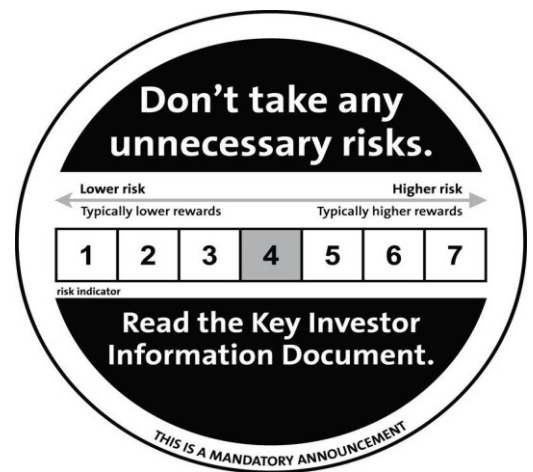 Don't take any
unnecessary risks.
Lower risk Higher risk
Typically lower rewards Typically higher rewards
1 2 3 4 5 6 7
risk indicator
Read the Key Investor
Information Document.
THIS IS A MANDATORY ANNOUNCEMENT